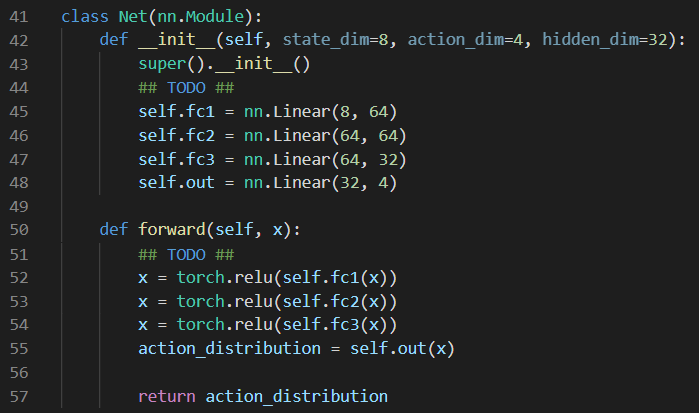 41 class Net(nn.Module):
42     def __init__(self, state_dim=8, action_dim=4, hidden_dim=32):
43         super().__init__()
44         ## TODO ##
45         self.fc1 = nn.Linear(8, 64)
46         self.fc2 = nn.Linear(64, 64)
47         self.fc3 = nn.Linear(64, 32)
48         self.out = nn.Linear(32, 4)
49
50     def forward(self, x):
51         ## TODO ##
52         x = torch.relu(self.fc1(x))
53         x = torch.relu(self.fc2(x))
54         x = torch.relu(self.fc3(x))
55         action_distribution = self.out(x)
56
57         return action_distribution